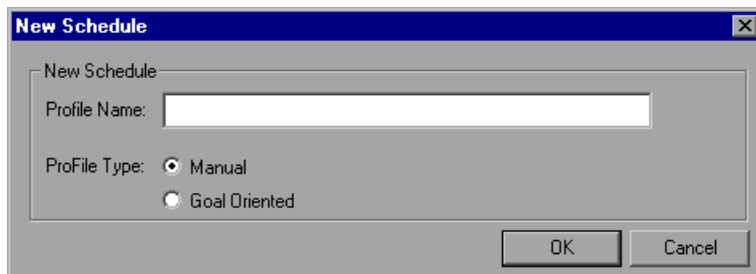 New Schedule
New Schedule
Profile Name:
ProFile Type: Manual
Goal Oriented
OK Cancel